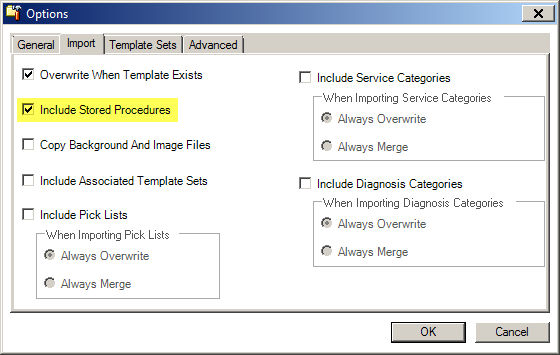 Options
General Import Template Sets Advanced
Overwrite When Template Exists
Include Stored Procedures
Copy Background And Image Files
Include Associated Template Sets
Include Pick Lists
When Importing Pick Lists
Always Overwrite
Always Merge
Include Service Categories
When Importing Service Categories
Always Overwrite
Always Merge
Include Diagnosis Categories
When Importing Diagnosis Categories
Always Overwrite
Always Merge
OK Cancel